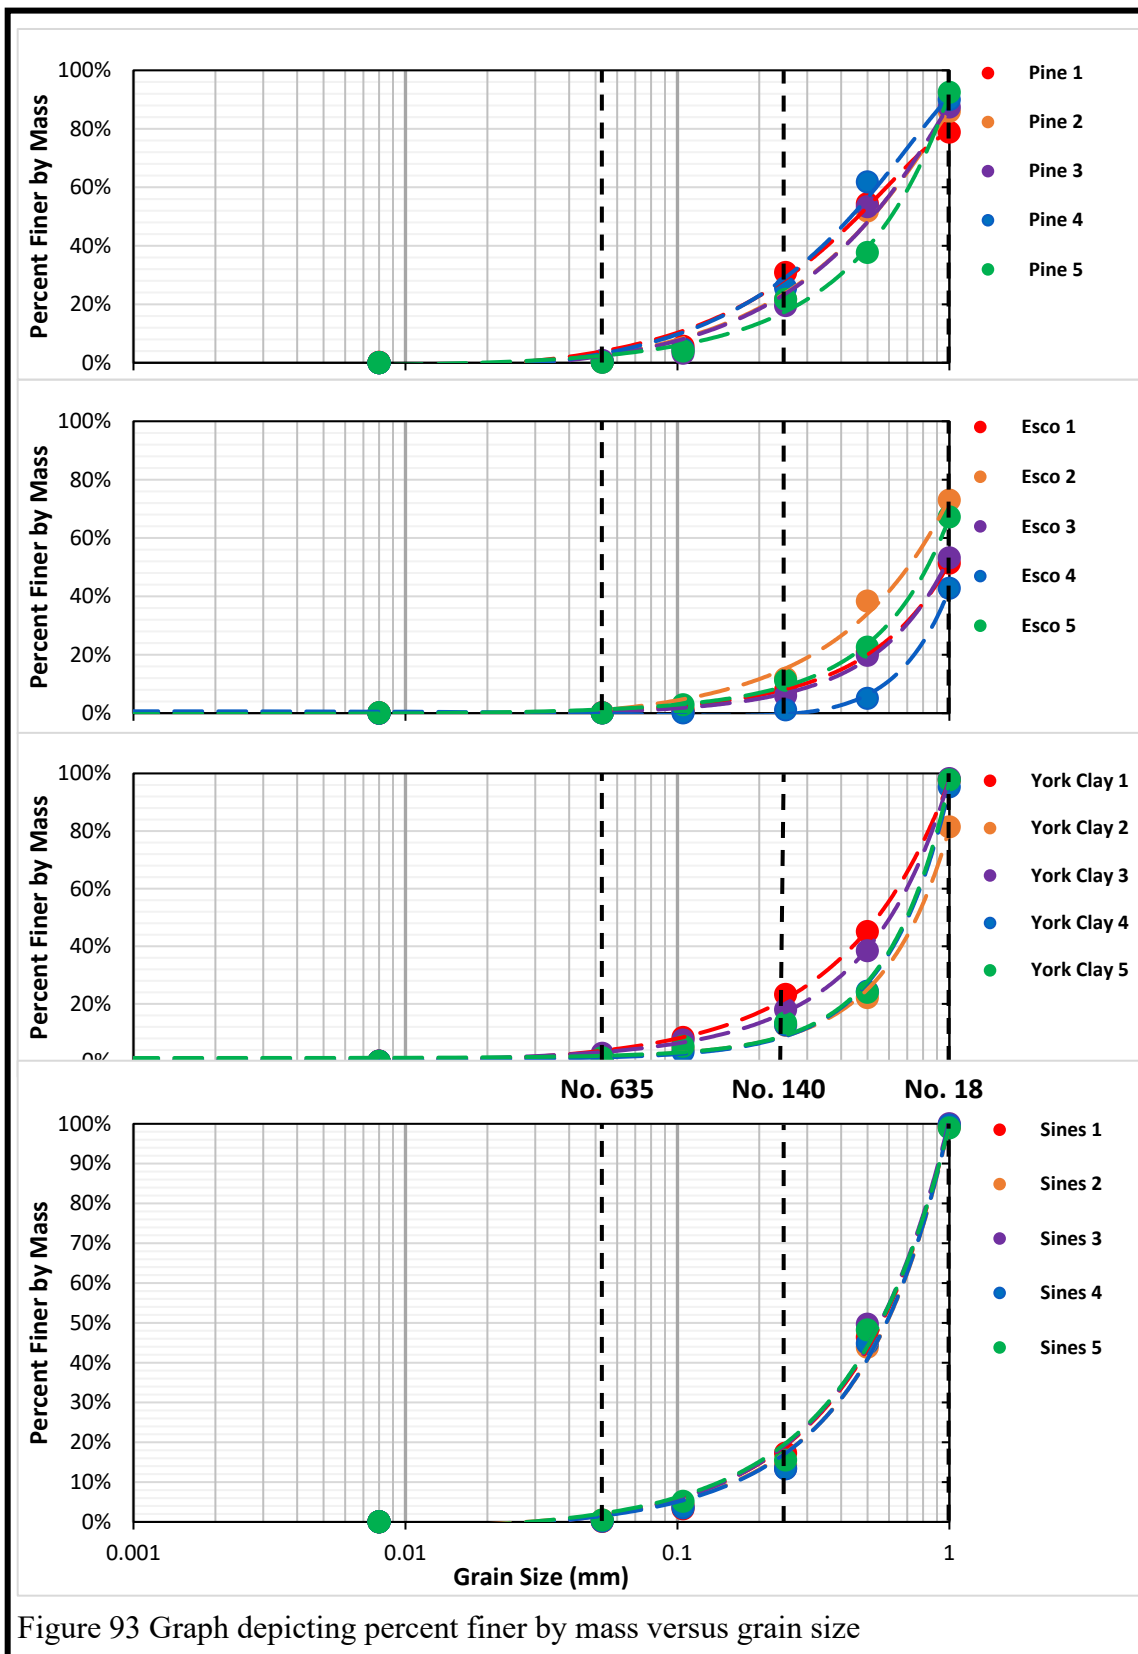 Percent Finer by Mass
100%
80%
60%
40%
20%
0%
Pine 1
Pine 2
Pine 3
Pine 4
Pine 5
Percent Finer by Mass
100%
80%
60%
40%
20%
0%
Esco 1
Esco 2
Esco 3
Esco 4
Esco 5
Percent Finer by Mass
100%
80%
60%
40%
20%
0%
York Clay 1
York Clay 2
York Clay 3
York Clay 4
York Clay 5
No. 635 No. 140 No. 18
Percent Finer by Mass
100%
90%
80%
70%
60%
50%
40%
30%
20%
10%
0%
Sines 1
Sines 2
Sines 3
Sines 4
Sines 5
0.001 0.01 0.1 1
Grain Size (mm)
Figure 93 Graph depicting percent finer by mass versus grain size